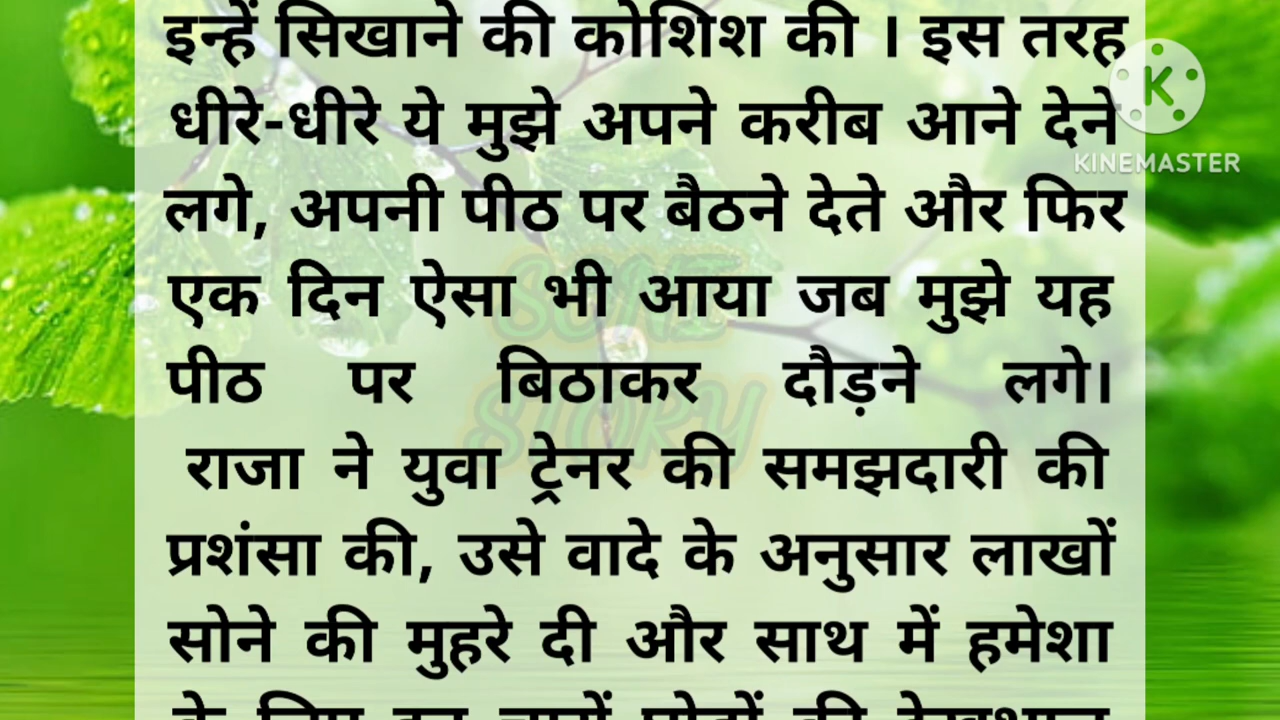 इन्हें सिखाने की कोशिश की । इस तरह
धीरे-धीरे ये मुझे अपने करीब आने देने
KINEMASTER
लगे, अपनी पीठ पर बैठने देते और फिर
एक दिन ऐसा भी आया जब मुझे यह
पीठ पर बिठाकर दौड़ने लगे।
STORY
राजा ने युवा ट्रेनर की समझदारी की
प्रशंसा की, उसे वादे के अनुसार लाखों
सोने की मुहरे दी और साथ में हमेशा